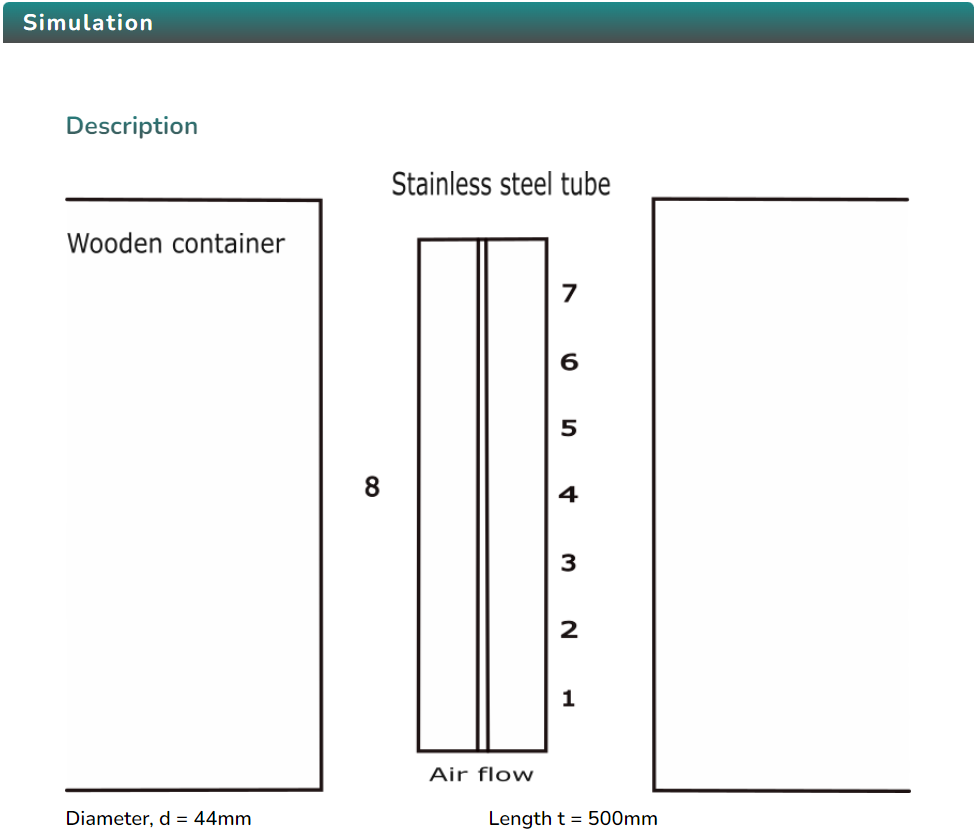 Simulation
Description
Stainless steel tube
Wooden container
7
6
5
8
4
3
2
1
Air flow
Diameter, d = 44mm
Length t = 500mm